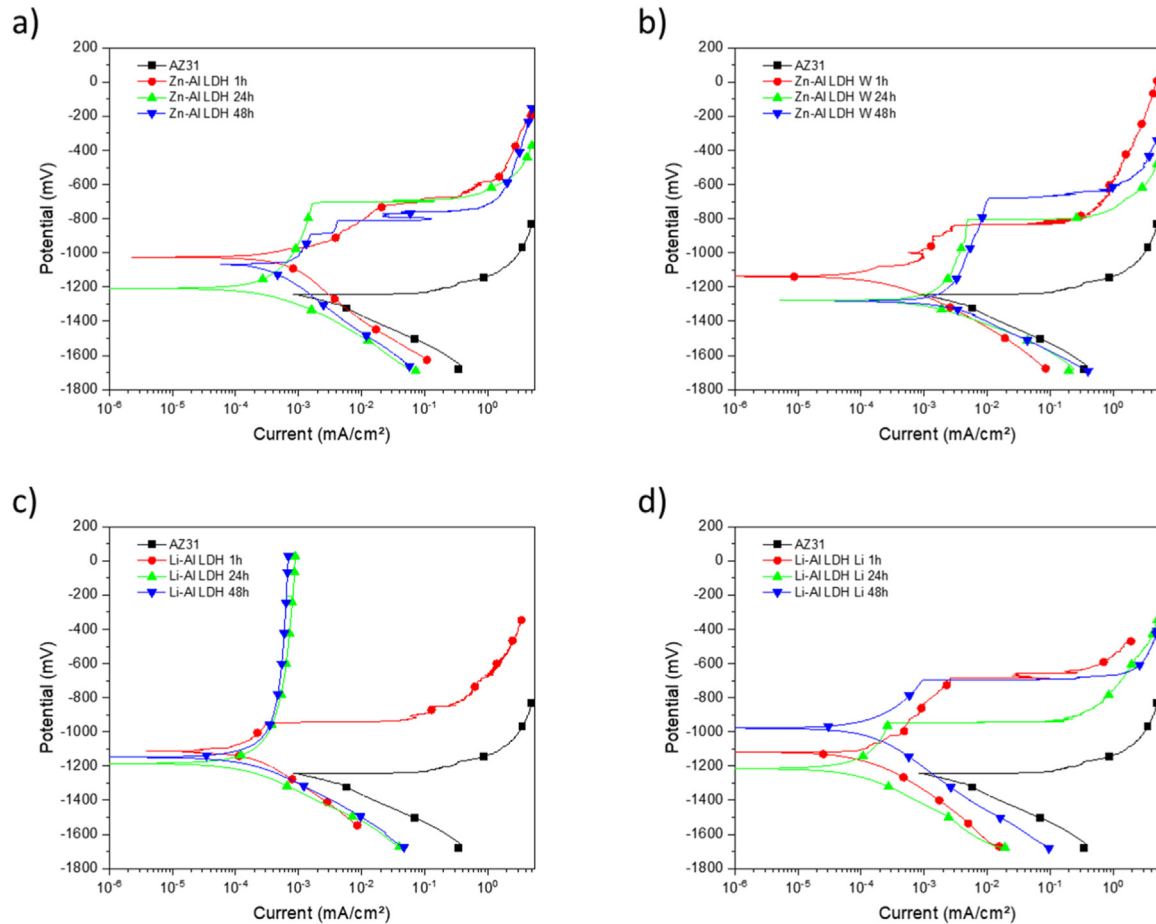 a)
200
0
-200
-400
-600
-800
-1000
-1200
-1400
-1600
-1800
Potential (mV)
AZ31
Zn-Al LDH 1h
Zn-Al LDH 24h
Zn-Al LDH 48h
10⁻⁶ 10⁻⁵ 10⁻⁴ 10⁻³ 10⁻² 10⁻¹ 10⁰
Current (mA/cm²)
b)
200
0
-200
-400
-600
-800
-1000
-1200
-1400
-1600
-1800
Potential (mV)
AZ31
Zn-Al LDH W 1h
Zn-Al LDH W 24h
Zn-Al LDH W 48h
10⁻⁶ 10⁻⁵ 10⁻⁴ 10⁻³ 10⁻² 10⁻¹ 10⁰
Current (mA/cm²)
c)
200
0
-200
-400
-600
-800
-1000
-1200
-1400
-1600
-1800
Potential (mV)
AZ31
Li-Al LDH 1h
Li-Al LDH 24h
Li-Al LDH 48h
10⁻⁶ 10⁻⁵ 10⁻⁴ 10⁻³ 10⁻² 10⁻¹ 10⁰
Current (mA/cm²)
d)
200
0
-200
-400
-600
-800
-1000
-1200
-1400
-1600
-1800
Potential (mV)
AZ31
Li-Al LDH Li 1h
Li-Al LDH Li 24h
Li-Al LDH Li 48h
10⁻⁶ 10⁻⁵ 10⁻⁴ 10⁻³ 10⁻² 10⁻¹ 10⁰
Current (mA/cm²)